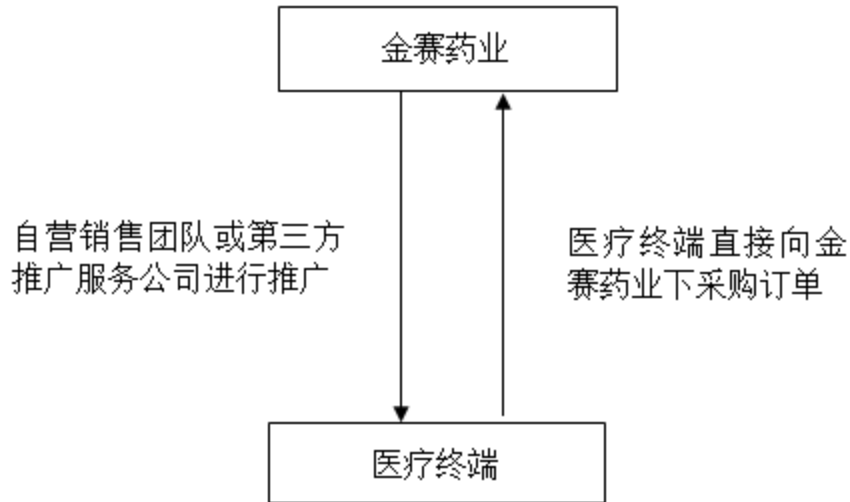 金赛药业
自营销售团队或第三方
推广服务公司进行推广
医疗终端直接向金
赛药业下采购订单
医疗终端